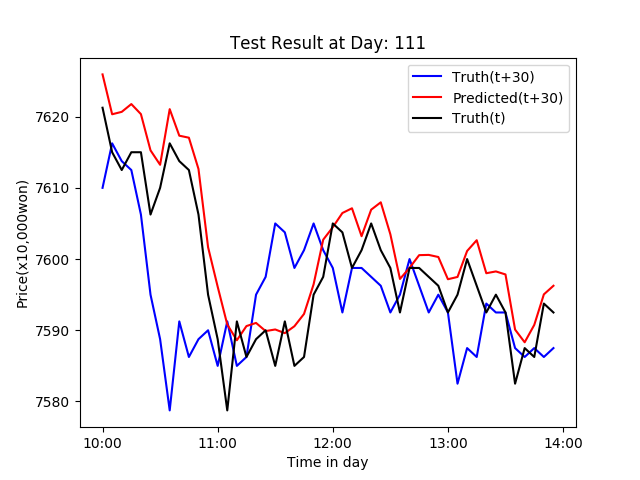 Test Result at Day: 111
Truth(t+30)
Predicted(t+30)
Truth(t)
Price(x10,000won)
7620
7610
7600
7590
7580
10:00 11:00 12:00 13:00 14:00
Time in day